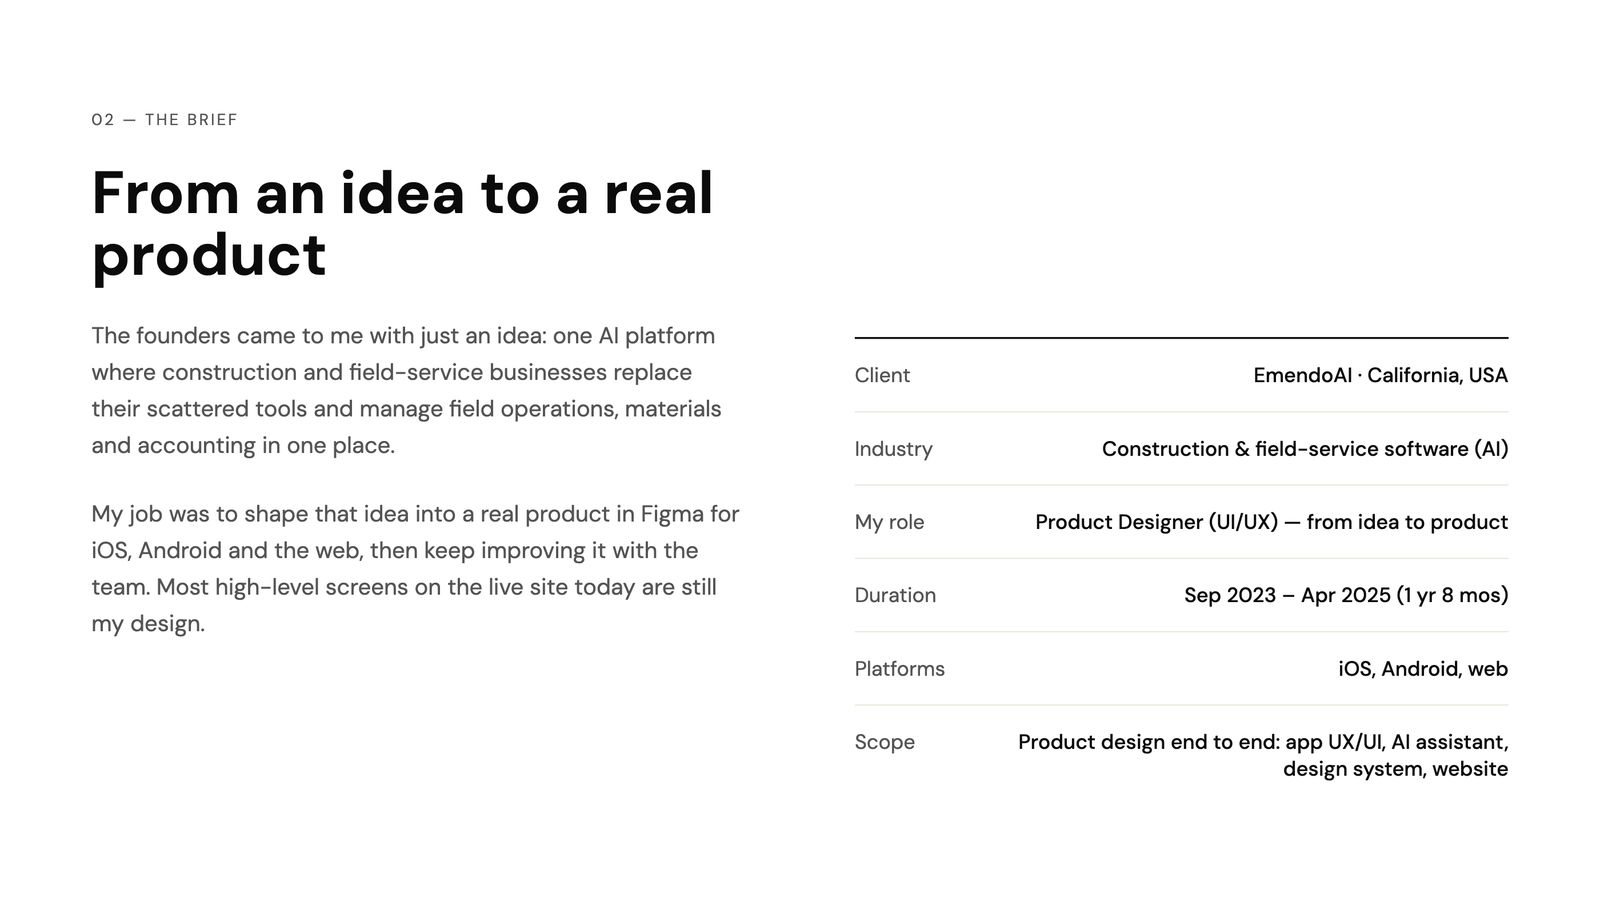 02 — THE BRIEF
From an idea to a real
product
The founders came to me with just an idea: one AI platform
where construction and field-service businesses replace
their scattered tools and manage field operations, materials
and accounting in one place.
My job was to shape that idea into a real product in Figma for
iOS, Android and the web, then keep improving it with the
team. Most high-level screens on the live site today are still
my design.
Client EmendoAI · California, USA
Industry Construction & field-service software (AI)
My role Product Designer (UI/UX) — from idea to product
Duration Sep 2023 – Apr 2025 (1 yr 8 mos)
Platforms iOS, Android, web
Scope Product design end to end: app UX/UI, AI assistant,
design system, website